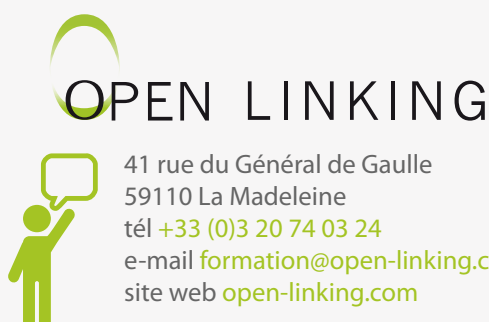 OPEN LINKING
41 rue du Général de Gaulle
59110 La Madeleine
tél +33 (0)3 20 74 03 24
e-mail formation@open-linking.c
site web open-linking.com